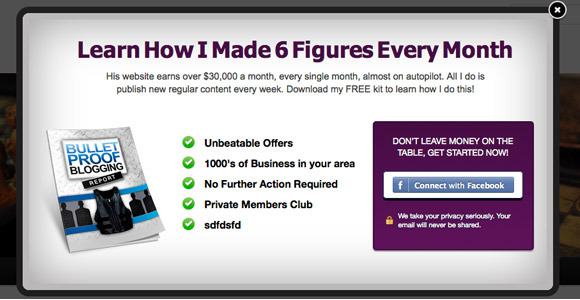 Learn How I Made 6 Figures Every Month
His website earns over $30,000 a month, every single month, almost on autopilot. All I do is
publish new regular content every week. Download my FREE kit to learn how I do this!
BULLET
PROOF
BLOGGING
REPORT
Unbeatable Offers
1000's of Business in your area
No Further Action Required
Private Members Club
sdfdsfd
DON'T LEAVE MONEY ON THE
TABLE, GET STARTED NOW!
f Connect with Facebook
We take your privacy seriously. Your
email will never be shared.